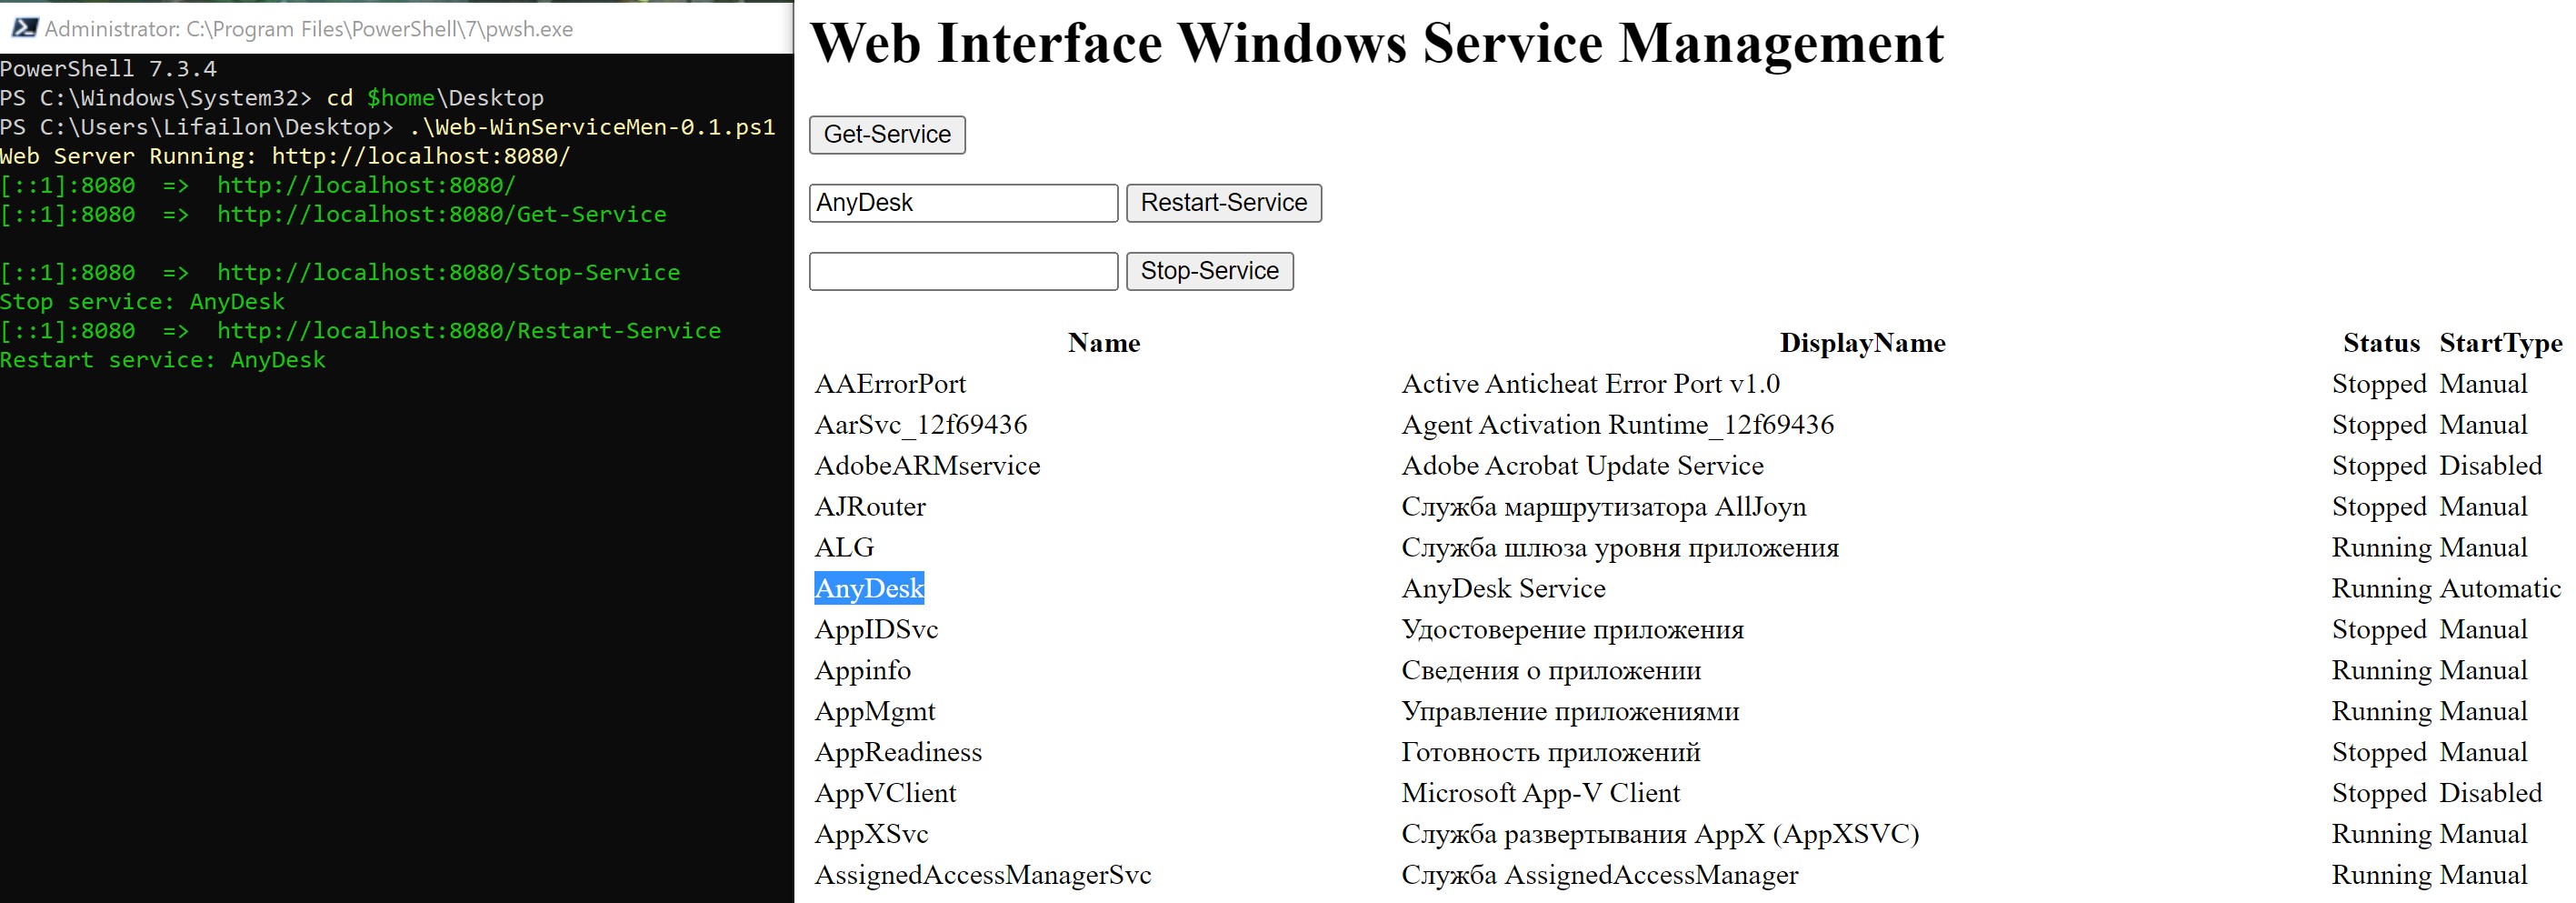 Administrator: C:\Program Files\PowerShell\7\pwsh.exe
PowerShell 7.3.4
PS C:\Windows\System32> cd $home\Desktop
PS C:\Users\Lifailon\Desktop> .\Web-WinServiceMen-0.1.ps1
Web Server Running: http://localhost:8080/
[::1]:8080  =>  http://localhost:8080/
[::1]:8080  =>  http://localhost:8080/Get-Service
[::1]:8080  =>  http://localhost:8080/Stop-Service
Stop service: AnyDesk
[::1]:8080  =>  http://localhost:8080/Restart-Service
Restart service: AnyDesk
Web Interface Windows Service Management
Get-Service
AnyDesk Restart-Service
Stop-Service
Name DisplayName Status StartType
AAErrorPort Active Anticheat Error Port v1.0 Stopped Manual
AarSvc_12f69436 Agent Activation Runtime_12f69436 Stopped Manual
AdobeARMservice Adobe Acrobat Update Service Stopped Disabled
AJRouter Служба маршрутизатора AllJoyn Stopped Manual
ALG Служба шлюза уровня приложения Running Manual
AnyDesk AnyDesk Service Running Automatic
AppIDSvc Удостоверение приложения Stopped Manual
Appinfo Сведения о приложении Running Manual
AppMgmt Управление приложениями Running Manual
AppReadiness Готовность приложений Stopped Manual
AppVClient Microsoft App-V Client Stopped Disabled
AppXSvc Служба развертывания AppX (AppXSVC) Running Manual
AssignedAccessManagerSvc Служба AssignedAccessManager Running Manual